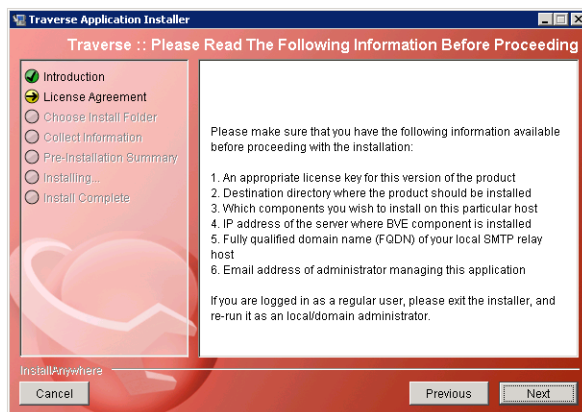 Traverse Application Installer
Traverse :: Please Read The Following Information Before Proceeding
Introduction
License Agreement
Choose Install Folder
Collect Information
Pre-Installation Summary
Installing...
Install Complete
Please make sure that you have the following information available
before proceeding with the installation:
1. An appropriate license key for this version of the product
2. Destination directory where the product should be installed
3. Which components you wish to install on this particular host
4. IP address of the server where BVE component is installed
5. Fully qualified domain name (FQDN) of your local SMTP relay
host
6. Email address of administrator managing this application
If you are logged in as a regular user, please exit the installer, and
re-run it as an local/domain administrator.
InstallAnywhere
Cancel
Previous
Next